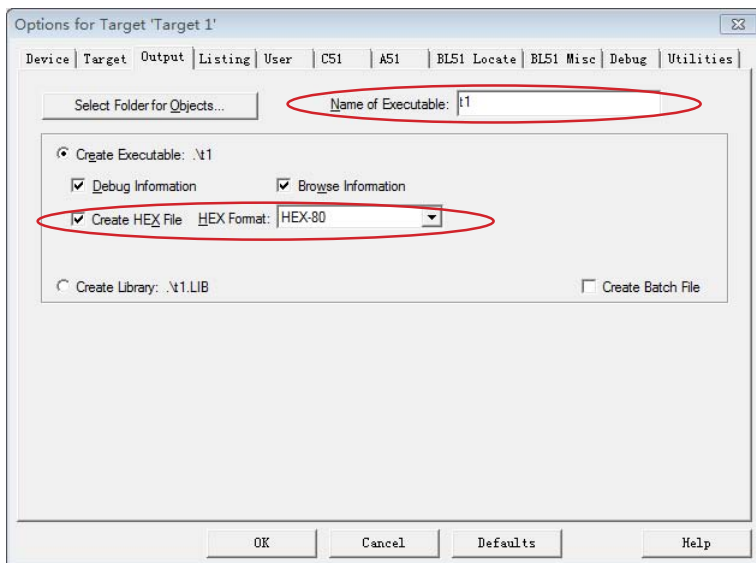 Options for Target 'Target 1'
Device Target Output Listing User C51 A51 BL51 Locate BL51 Misc Debug Utilities
Select Folder for Objects... Name of Executable: t1
Create Executable: .\t1
Debug Information Browse Information
Create HEX File HEX Format: HEX-80
Create Library: .\t1.LIB Create Batch File
OK Cancel Defaults Help